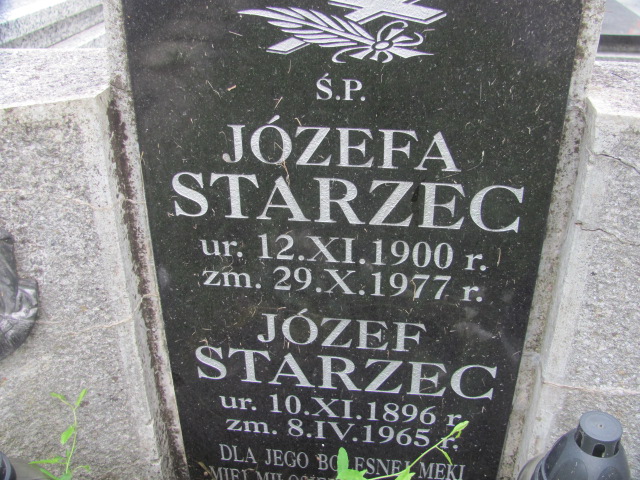 Ś.P.
JÓZEFA
STARZEC
ur. 12.XI.1900 r.
zm. 29.X.1977 r.
JÓZEF
STARZEC
ur. 10.XI.1896 r.
zm. 8.IV.1965 r.
DLA JEGO BOLESNEJ MĘKI
MIEJ